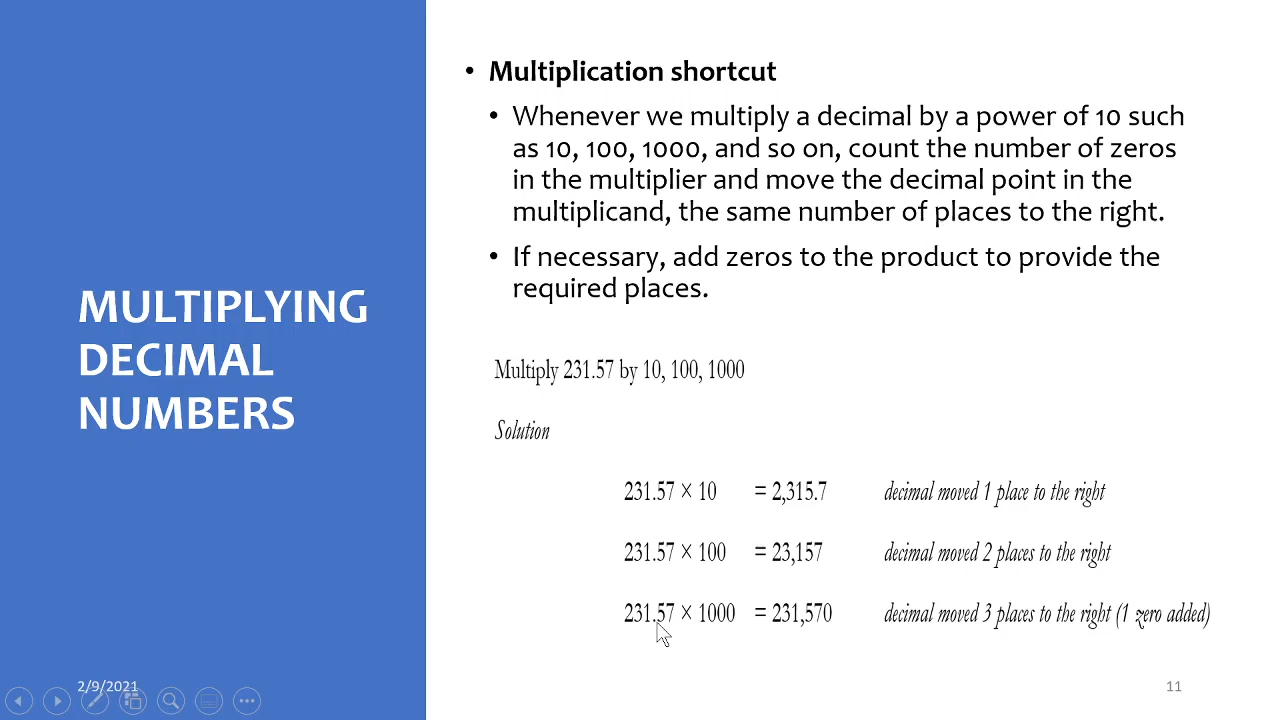 MULTIPLYING
DECIMAL
NUMBERS
• Multiplication shortcut
• Whenever we multiply a decimal by a power of 10 such
as 10, 100, 1000, and so on, count the number of zeros
in the multiplier and move the decimal point in the
multiplicand, the same number of places to the right.
• If necessary, add zeros to the product to provide the
required places.
Multiply 231.57 by 10, 100, 1000
Solution
231.57 × 10 = 2,315.7 decimal moved 1 place to the right
231.57 × 100 = 23,157 decimal moved 2 places to the right
231.57 × 1000 = 231,570 decimal moved 3 places to the right (1 zero added)
2/9/2021
11